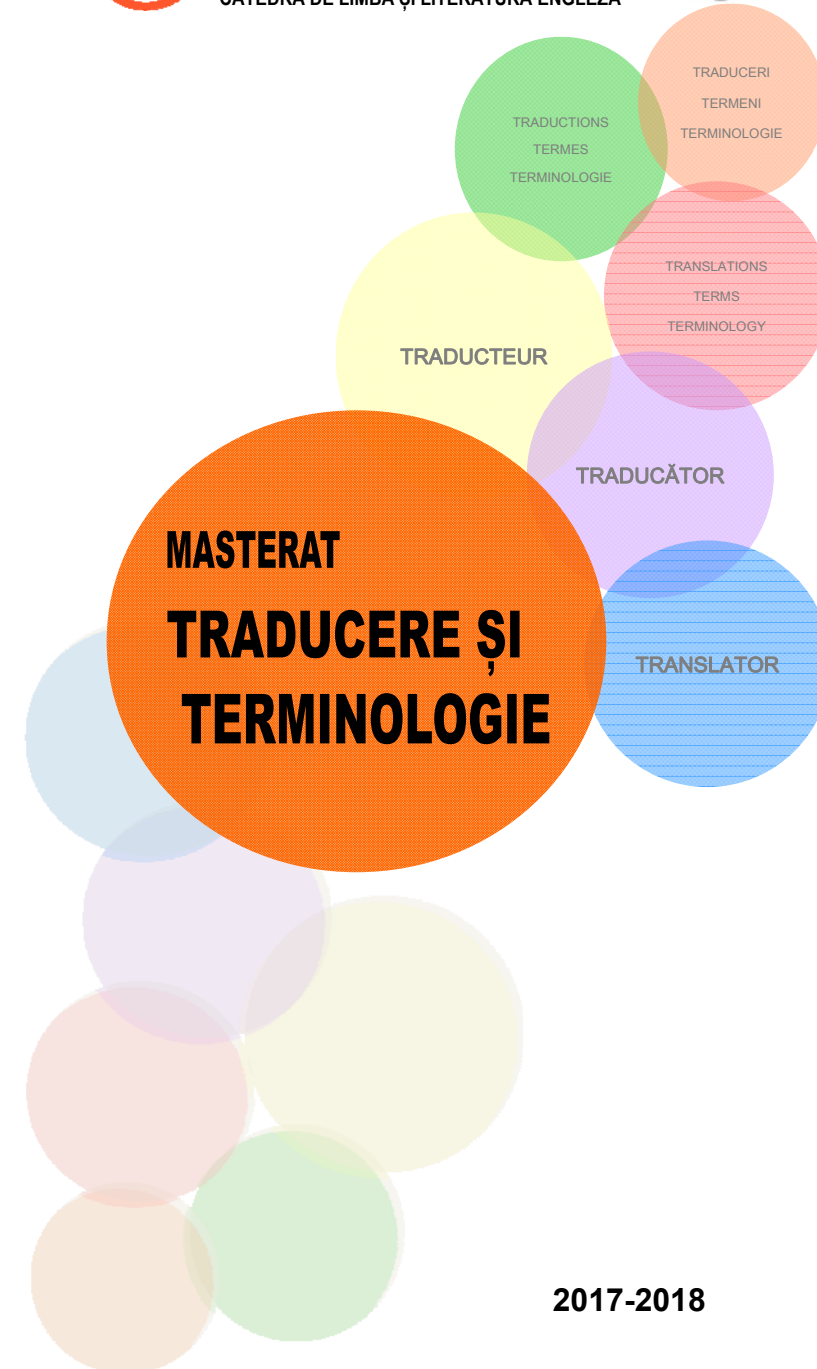 CATEDRA DE LIMBA ȘI LITERATURA ENGLEZĂ
TRADUCERI
TERMENI
TERMINOLOGIE
TRADUCTIONS
TERMES
TERMINOLOGIE
TRANSLATIONS
TERMS
TERMINOLOGY
TRADUCTEUR
TRADUCĂTOR
MASTERAT
TRADUCERE ȘI
TERMINOLOGIE
TRANSLATOR
2017-2018